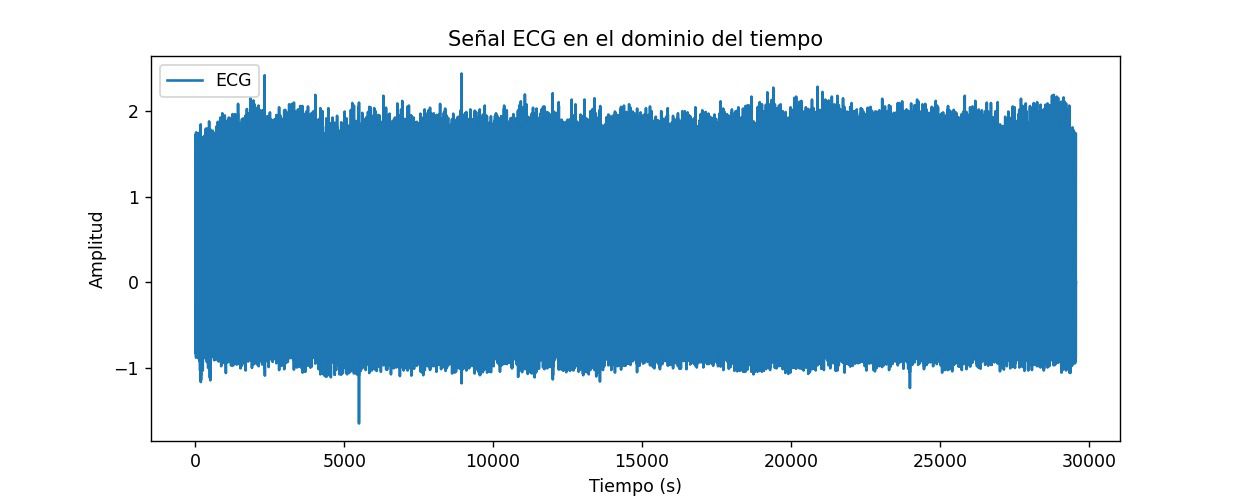 Señal ECG en el dominio del tiempo
ECG
2
1
0
−1
Amplitud
0 5000 10000 15000 20000 25000 30000
Tiempo (s)